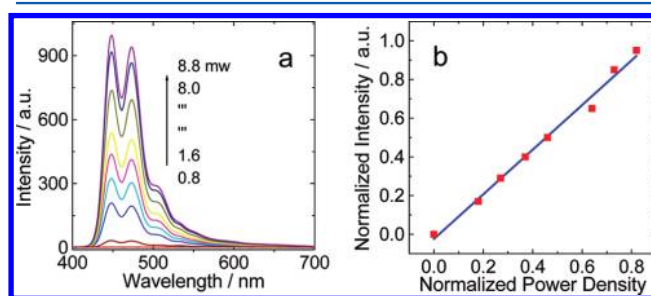 a
900
600
300
0
Intensity / a.u.
8.8 mw
8.0
'''
'''
1.6
0.8
400 500 600 700
Wavelength / nm
b
1.0
0.8
0.6
0.4
0.2
0.0
Normalized Intensity / a.u.
0.0 0.2 0.4 0.6 0.8
Normalized Power Density